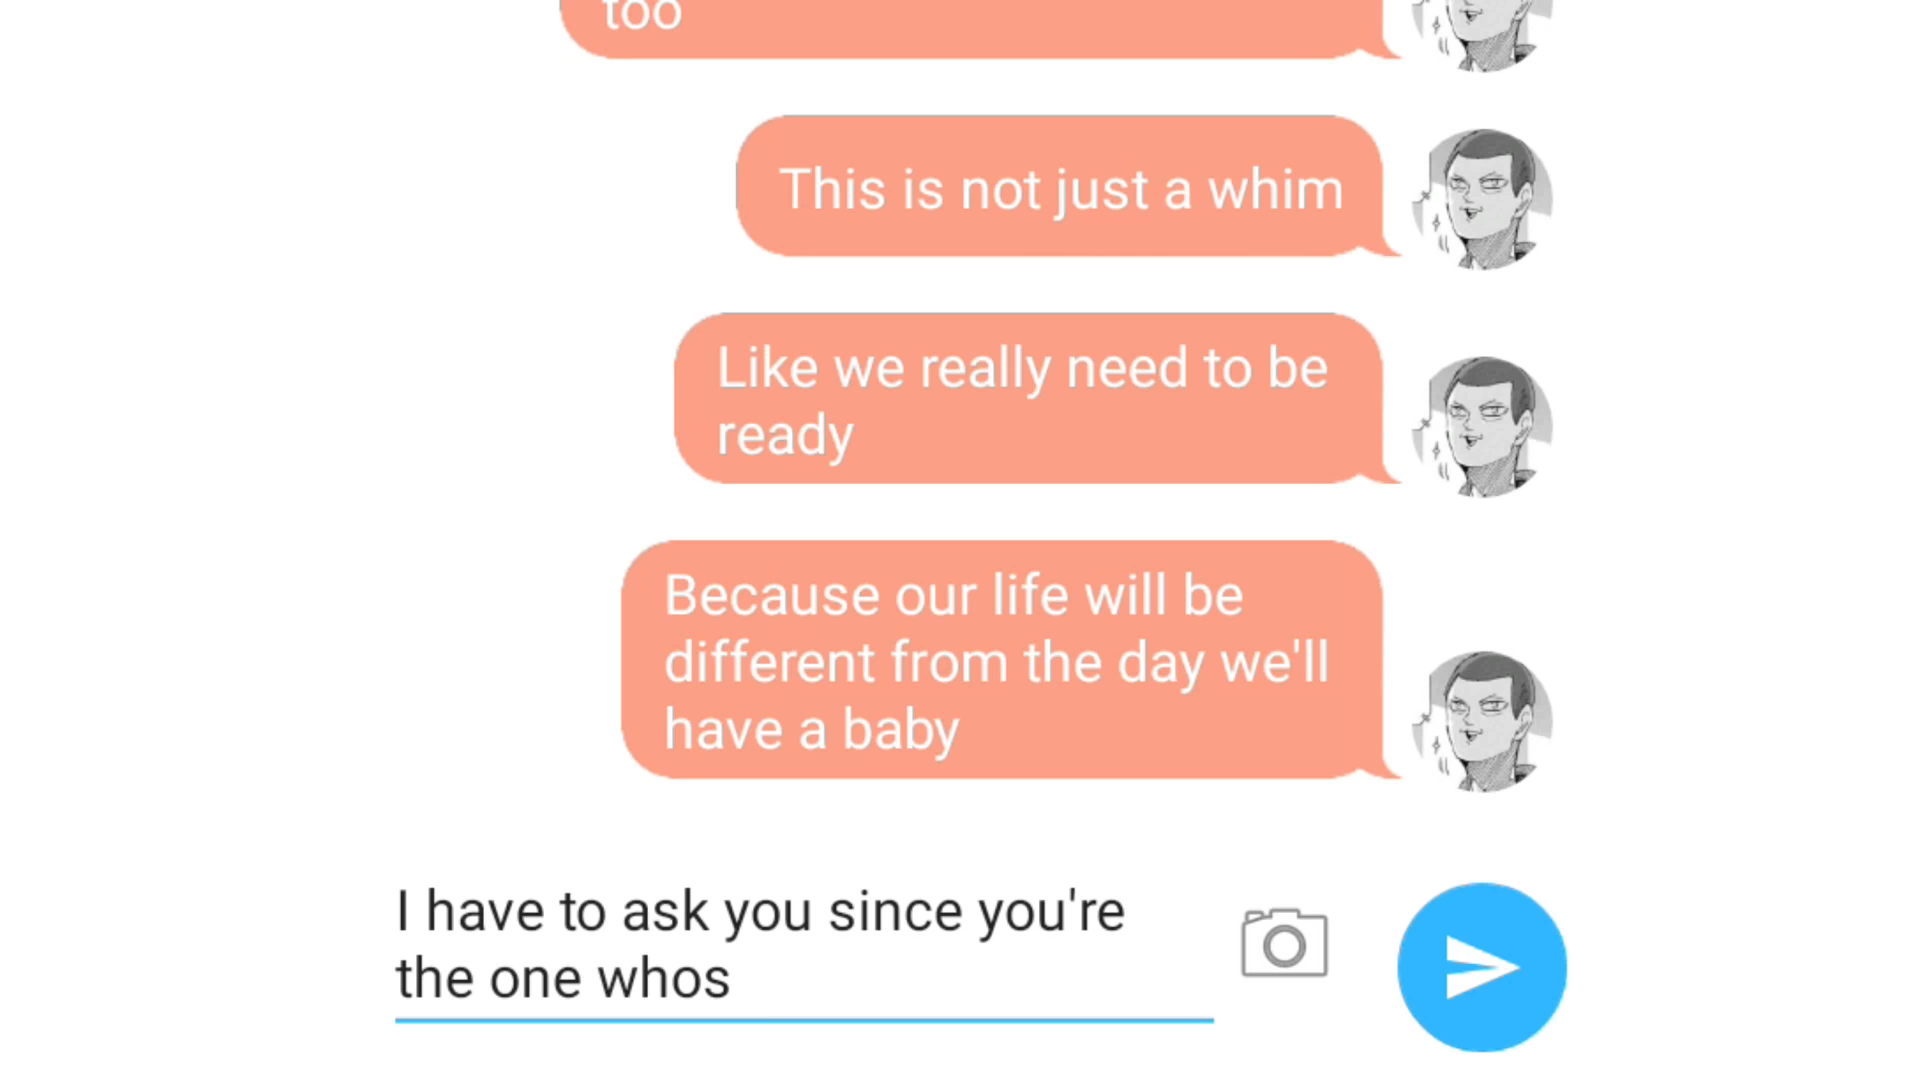 too
This is not just a whim
Like we really need to be
ready
Because our life will be
different from the day we'll
have a baby
I have to ask you since you're
the one whos